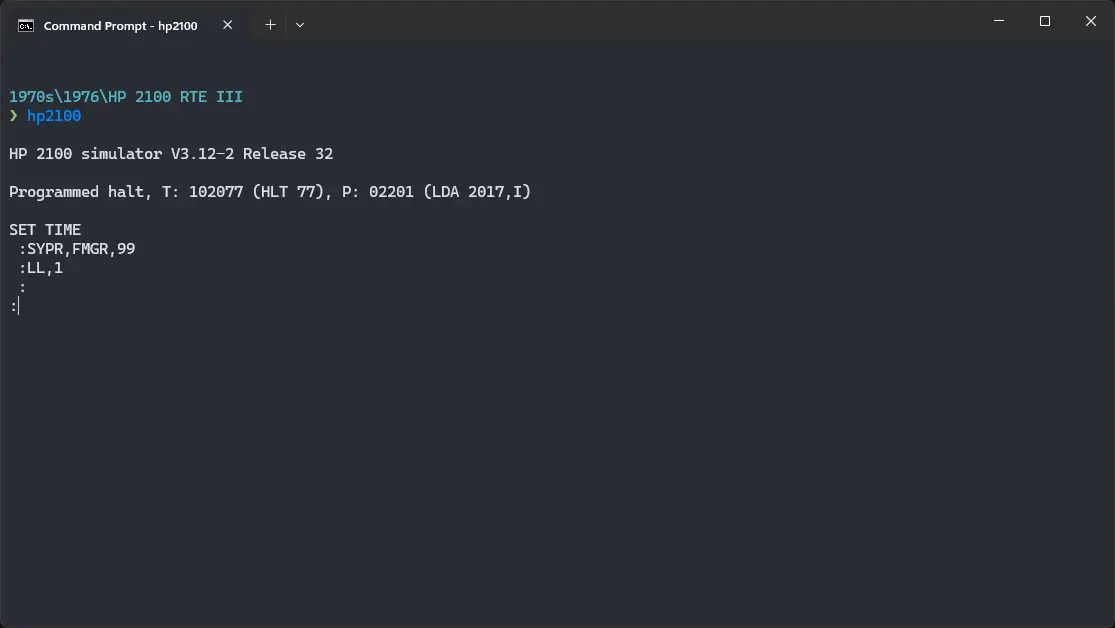 Command Prompt - hp2100
1970s\1976\HP 2100 RTE III
❯ hp2100
HP 2100 simulator V3.12-2 Release 32
Programmed halt, T: 102077 (HLT 77), P: 02201 (LDA 2017,I)
SET TIME
:SYPR,FMGR,99
:LL,1
:
: